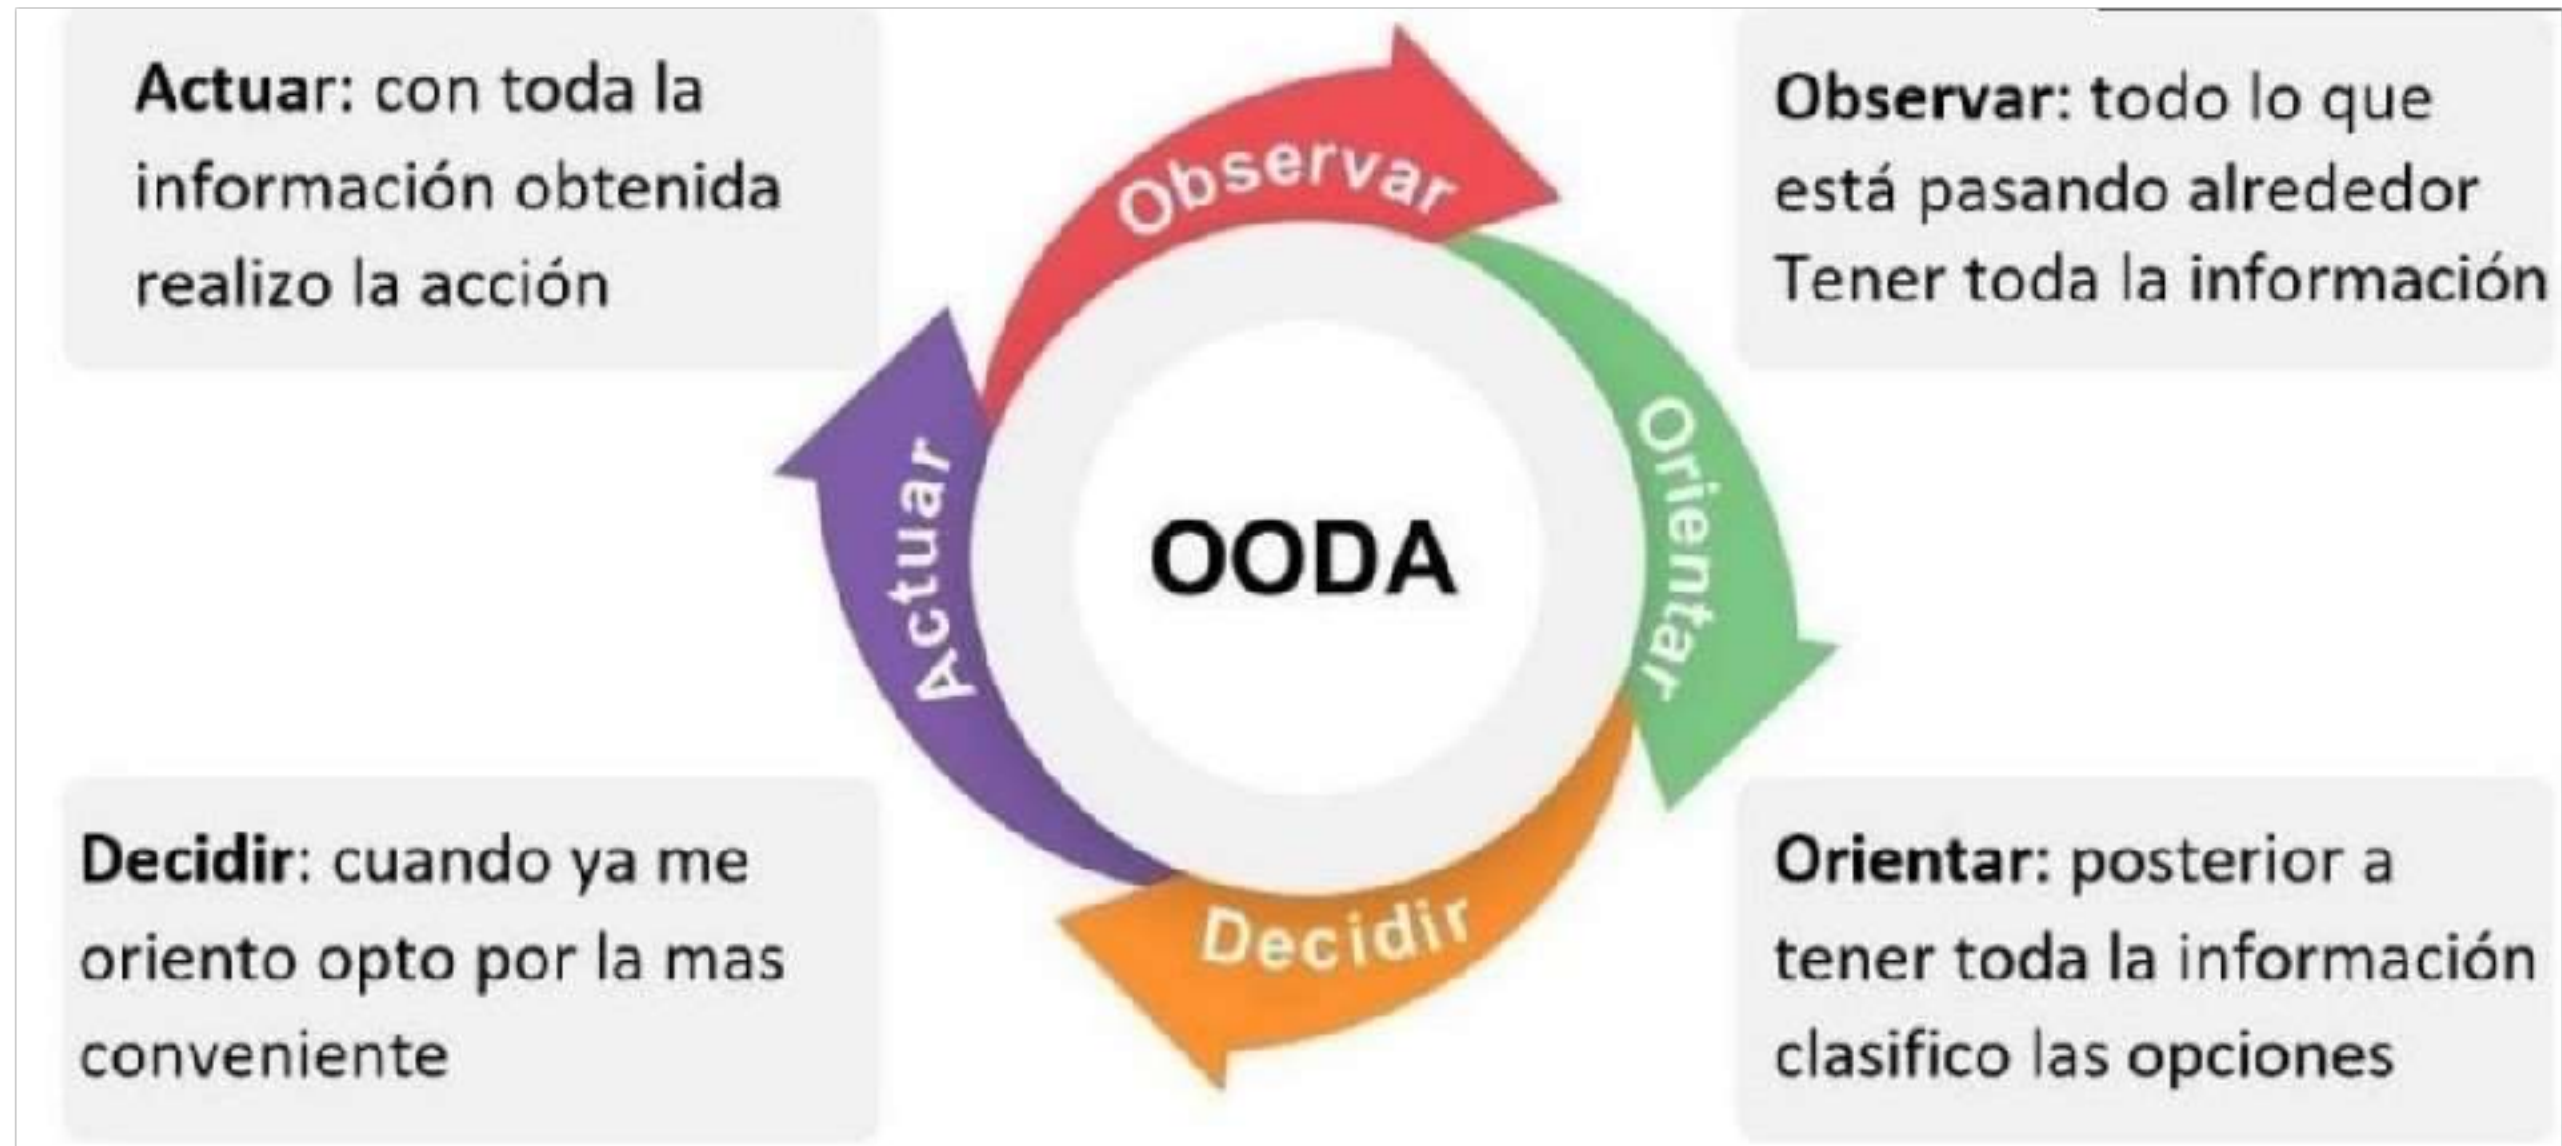 Actuar: con toda la
información obtenida
realizo la acción
Observar: todo lo que
está pasando alrededor
Tener toda la información
Observar
Orientar
Decidir
Actuar
OODA
Decidir: cuando ya me
oriento opto por la mas
conveniente
Orientar: posterior a
tener toda la información
clasifico las opciones